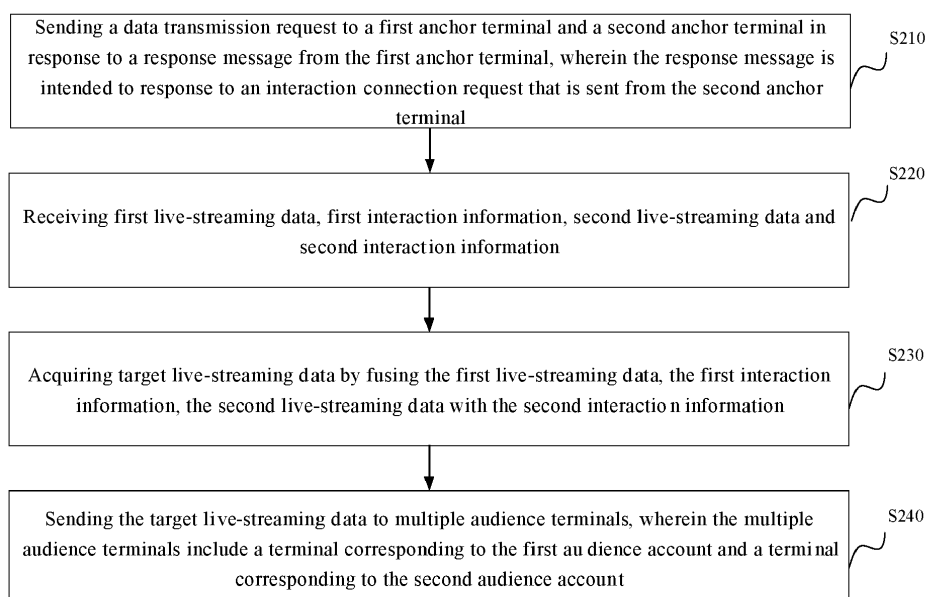 Sending a data transmission request to a first anchor terminal and a second anchor terminal in
response to a response message from the first anchor terminal, wherein the response message is
intended to response to an interaction connection request that is sent from the second anchor
terminal
S210
Receiving first live-streaming data, first interaction information, second live-streaming data and
second interaction information
S220
Acquiring target live-streaming data by fusing the first live-streaming data, the first interaction
information, the second live-streaming data with the second interaction information
S230
Sending the target live-streaming data to multiple audience terminals, wherein the multiple
audience terminals include a terminal corresponding to the first audience account and a terminal
corresponding to the second audience account
S240